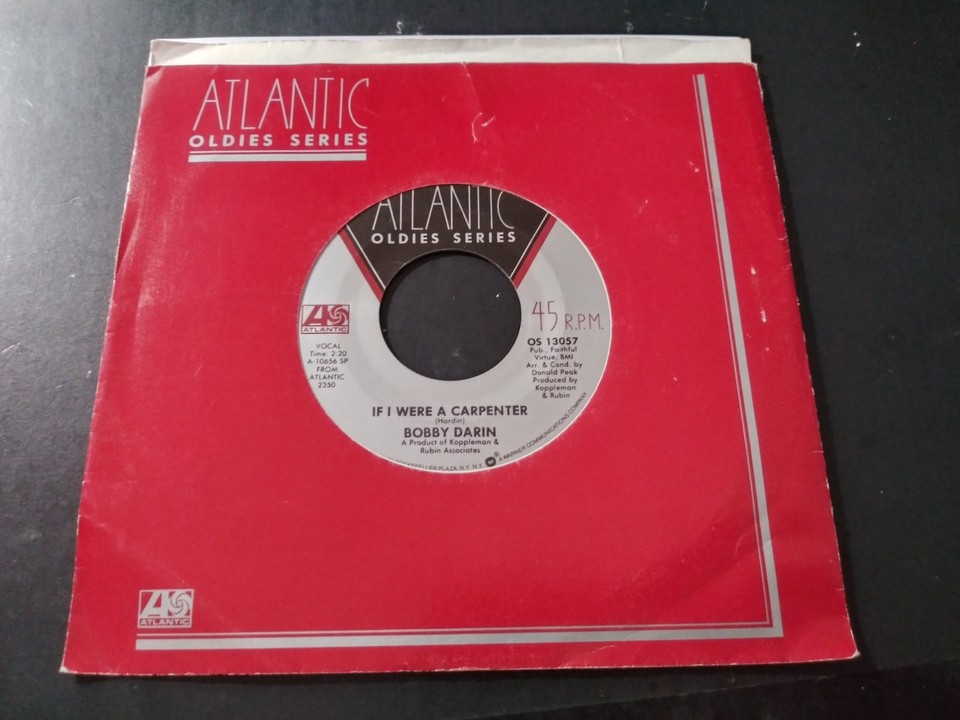 ATLANTIC
OLDIES SERIES
ATLANTIC
OLDIES SERIES
ATLANTIC
VOCAL
Time: 2:20
A-10656 SP
FROM
ATLANTIC
2350
45 R.P.M.
OS 13057
Pub., Faithful
Virtue, BMI
Arr. & Cond. by
Donald Peak
Produced by
Koppleman
& Rubin
IF I WERE A CARPENTER
(Hardin)
BOBBY DARIN
A Product of Koppleman &
Rubin Associates
PLAZA, N.Y., N.Y. ® A WARNER COMMUNICATIONS COMPANY
ATLANTIC